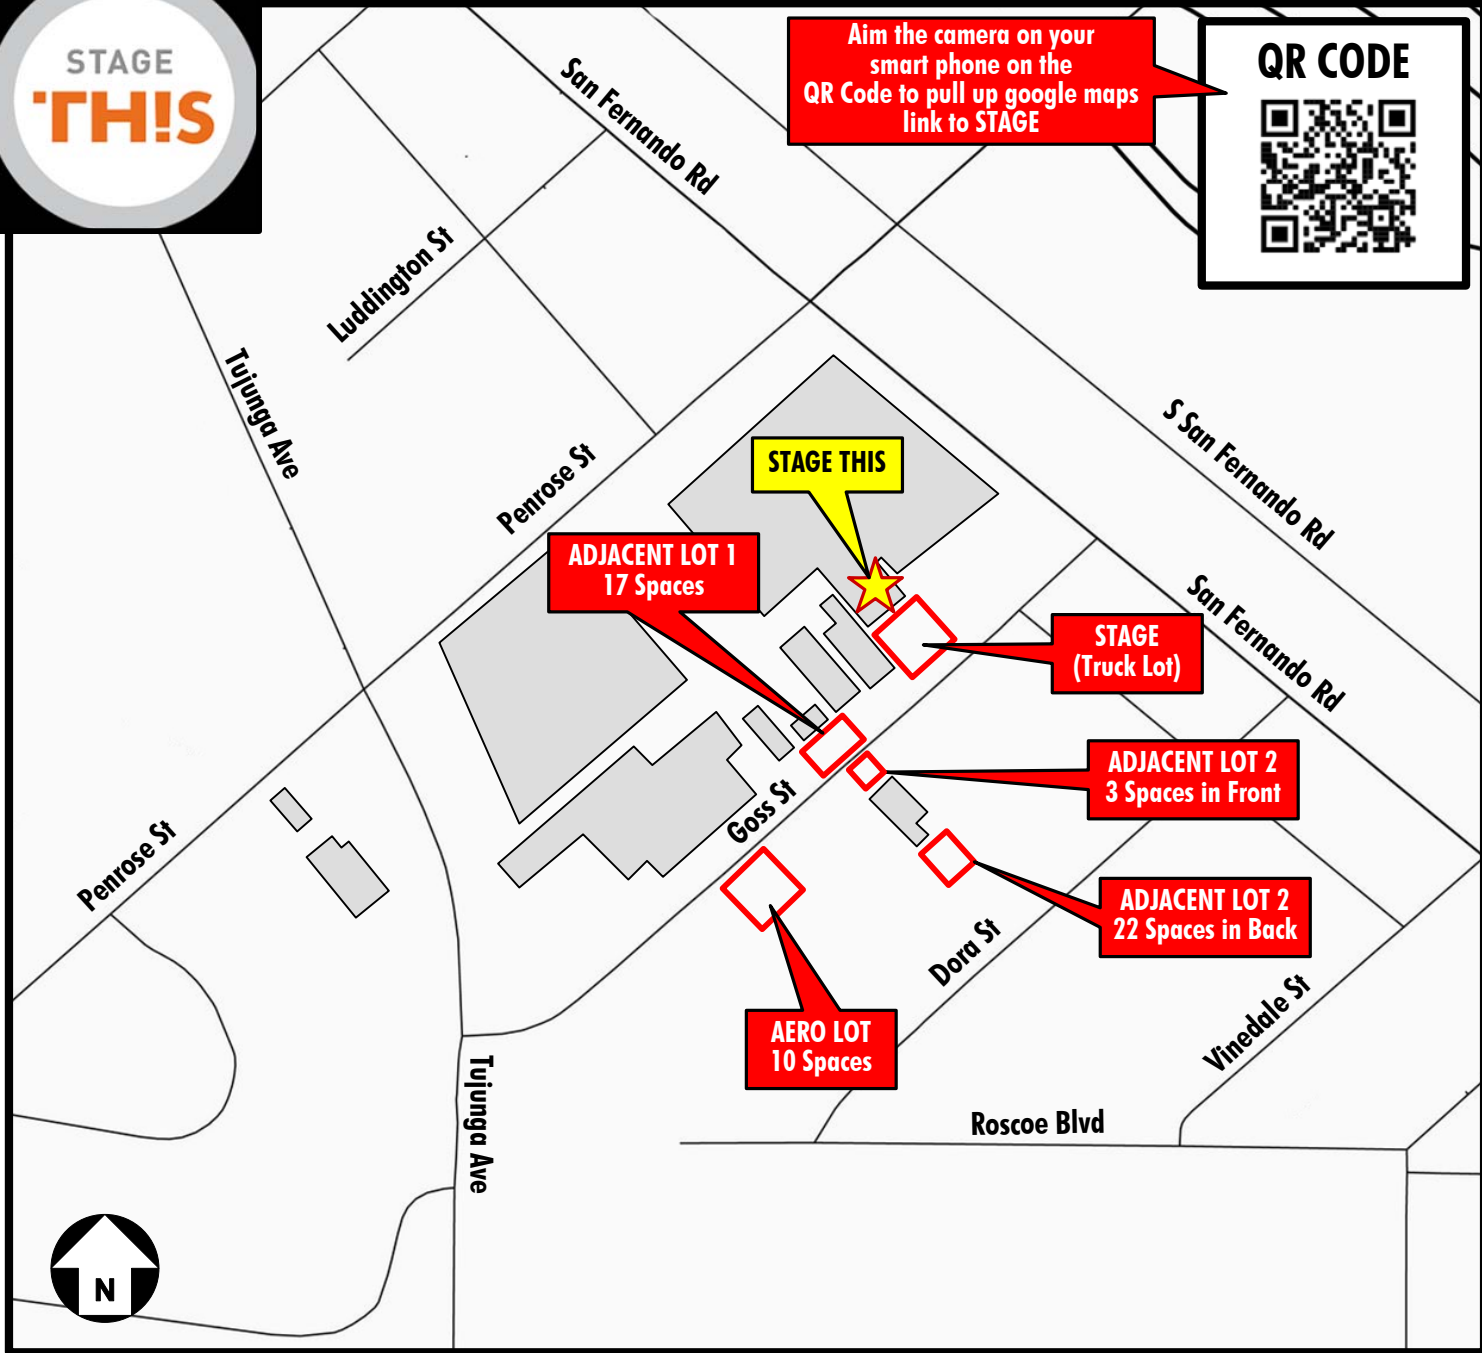 STAGE
TH!S
Aim the camera on your
smart phone on the
QR Code to pull up google maps
link to STAGE
QR CODE
San Fernando Rd
Luddington St
Tujunga Ave
Penrose St
S San Fernando Rd
STAGE THIS
ADJACENT LOT 1
17 Spaces
San Fernando Rd
STAGE
(Truck Lot)
ADJACENT LOT 2
3 Spaces in Front
Goss St
Penrose St
ADJACENT LOT 2
22 Spaces in Back
Dora St
Vinedale St
AERO LOT
10 Spaces
Tujunga Ave
Roscoe Blvd
N